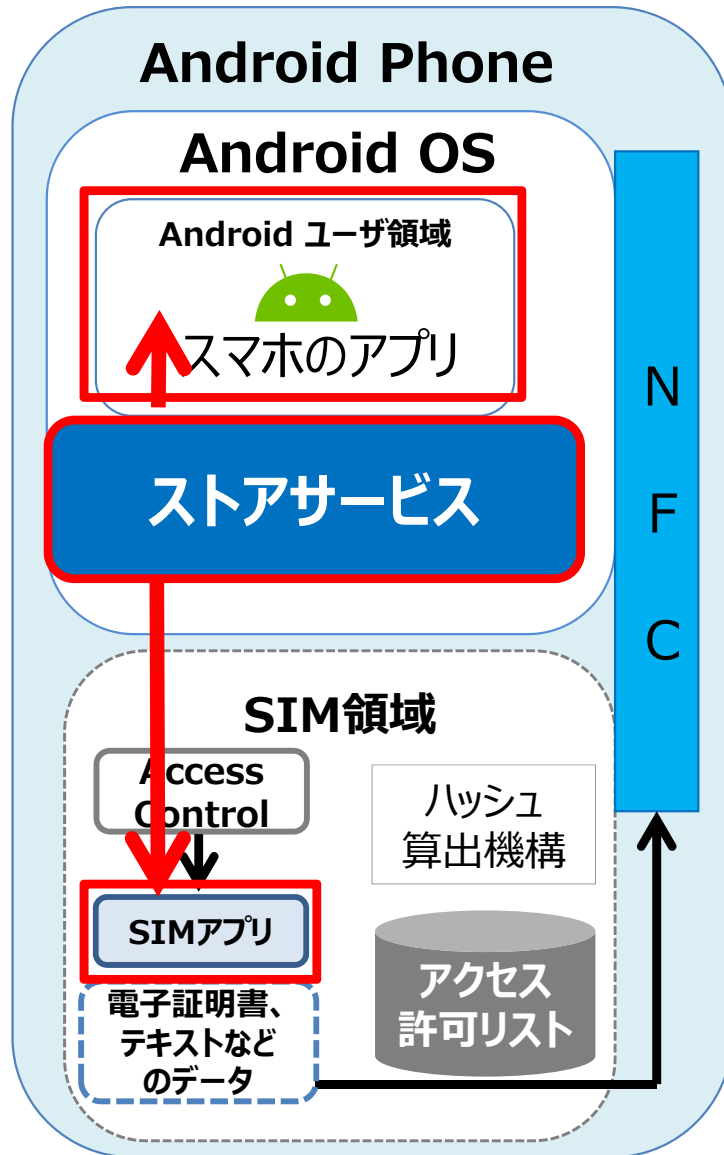 Android Phone
Android OS
Android ユーザ領域
スマホのアプリ
ストアサービス
N
F
C
SIM領域
Access
Control
ハッシュ
算出機構
SIMアプリ
アクセス
許可リスト
電子証明書、
テキストなど
のデータ